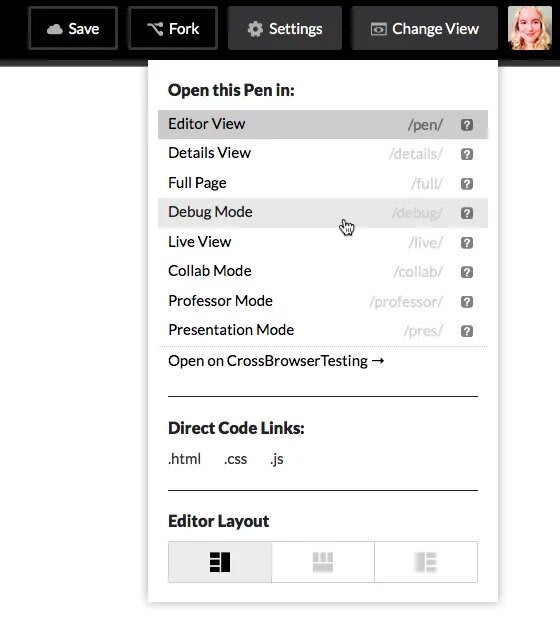 Save Fork Settings Change View
Open this Pen in:
Editor View /pen/ ?
Details View /details/ ?
Full Page /full/ ?
Debug Mode /debug/ ?
Live View /live/ ?
Collab Mode /collab/ ?
Professor Mode /professor/ ?
Presentation Mode /pres/ ?
Open on CrossBrowserTesting →
Direct Code Links:
.html .css .js
Editor Layout